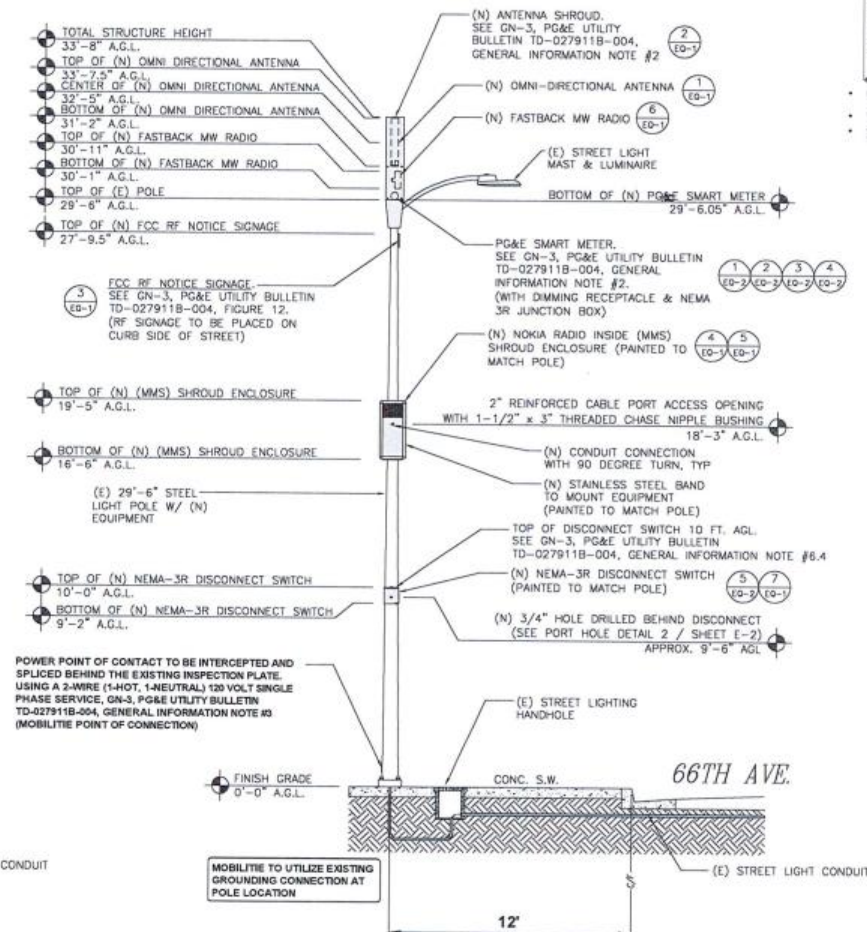 TOTAL STRUCTURE HEIGHT
33'-8" A.G.L.
TOP OF (N) OMNI DIRECTIONAL ANTENNA
33'-7.5" A.G.L.
CENTER OF (N) OMNI DIRECTIONAL ANTENNA
32'-5" A.G.L.
BOTTOM OF (N) OMNI DIRECTIONAL ANTENNA
31'-2" A.G.L.
TOP OF (N) FASTBACK MW RADIO
30'-11" A.G.L.
BOTTOM OF (N) FASTBACK MW RADIO
30'-1" A.G.L.
TOP OF (E) POLE
29'-6" A.G.L.
TOP OF (N) FCC RF NOTICE SIGNAGE
27'-9.5" A.G.L.
3
EQ-1
FCC RF NOTICE SIGNAGE.
SEE GN-3, PG&E UTILITY BULLETIN
TD-027911B-004, FIGURE 12.
(RF SIGNAGE TO BE PLACED ON
CURB SIDE OF STREET)
TOP OF (N) (MMS) SHROUD ENCLOSURE
19'-5" A.G.L.
BOTTOM OF (N) (MMS) SHROUD ENCLOSURE
16'-6" A.G.L.
(E) 29'-6" STEEL
LIGHT POLE W/ (N)
EQUIPMENT
TOP OF (N) NEMA-3R DISCONNECT SWITCH
10'-0" A.G.L.
BOTTOM OF (N) NEMA-3R DISCONNECT SWITCH
9'-2" A.G.L.
POWER POINT OF CONTACT TO BE INTERCEPTED AND
SPLICED BEHIND THE EXISTING INSPECTION PLATE.
USING A 2-WIRE (1-HOT, 1-NEUTRAL) 120 VOLT SINGLE
PHASE SERVICE, GN-3, PG&E UTILITY BULLETIN
TD-027911B-004, GENERAL INFORMATION NOTE #3
(MOBILITIE POINT OF CONNECTION)
FINISH GRADE
0'-0" A.G.L.
CONDUIT
MOBILITIE TO UTILIZE EXISTING
GROUNDING CONNECTION AT
POLE LOCATION
(N) ANTENNA SHROUD.
SEE GN-3, PG&E UTILITY
BULLETIN TD-027911B-004,
GENERAL INFORMATION NOTE #2
2
EQ-1
(N) OMNI-DIRECTIONAL ANTENNA
1
EQ-1
(N) FASTBACK MW RADIO
6
EQ-1
(E) STREET LIGHT
MAST & LUMINAIRE
BOTTOM OF (N) PG&E SMART METER
29'-6.05" A.G.L.
PG&E SMART METER.
SEE GN-3, PG&E UTILITY BULLETIN
TD-027911B-004, GENERAL
INFORMATION NOTE #2.
(WITH DIMMING RECEPTACLE & NEMA
3R JUNCTION BOX)
1 2 3 4
EQ-2 EQ-2 EQ-2 EQ-2
(N) NOKIA RADIO INSIDE (MMS)
SHROUD ENCLOSURE (PAINTED TO
MATCH POLE)
4 5
EQ-1 EQ-1
2" REINFORCED CABLE PORT ACCESS OPENING
WITH 1-1/2" x 3" THREADED CHASE NIPPLE BUSHING
18'-3" A.G.L.
(N) CONDUIT CONNECTION
WITH 90 DEGREE TURN, TYP
(N) STAINLESS STEEL BAND
TO MOUNT EQUIPMENT
(PAINTED TO MATCH POLE)
TOP OF DISCONNECT SWITCH 10 FT. AGL.
SEE GN-3, PG&E UTILITY BULLETIN
TD-027911B-004, GENERAL INFORMATION NOTE #6.4
(N) NEMA-3R DISCONNECT SWITCH
(PAINTED TO MATCH POLE)
5 7
EQ-2 EQ-1
(N) 3/4" HOLE DRILLED BEHIND DISCONNECT
(SEE PORT HOLE DETAIL 2 / SHEET E-2)
APPROX. 9'-6" AGL
(E) STREET LIGHTING
HANDHOLE
CONC. S.W.
66TH AVE.
(E) STREET LIGHT CONDUIT
12'